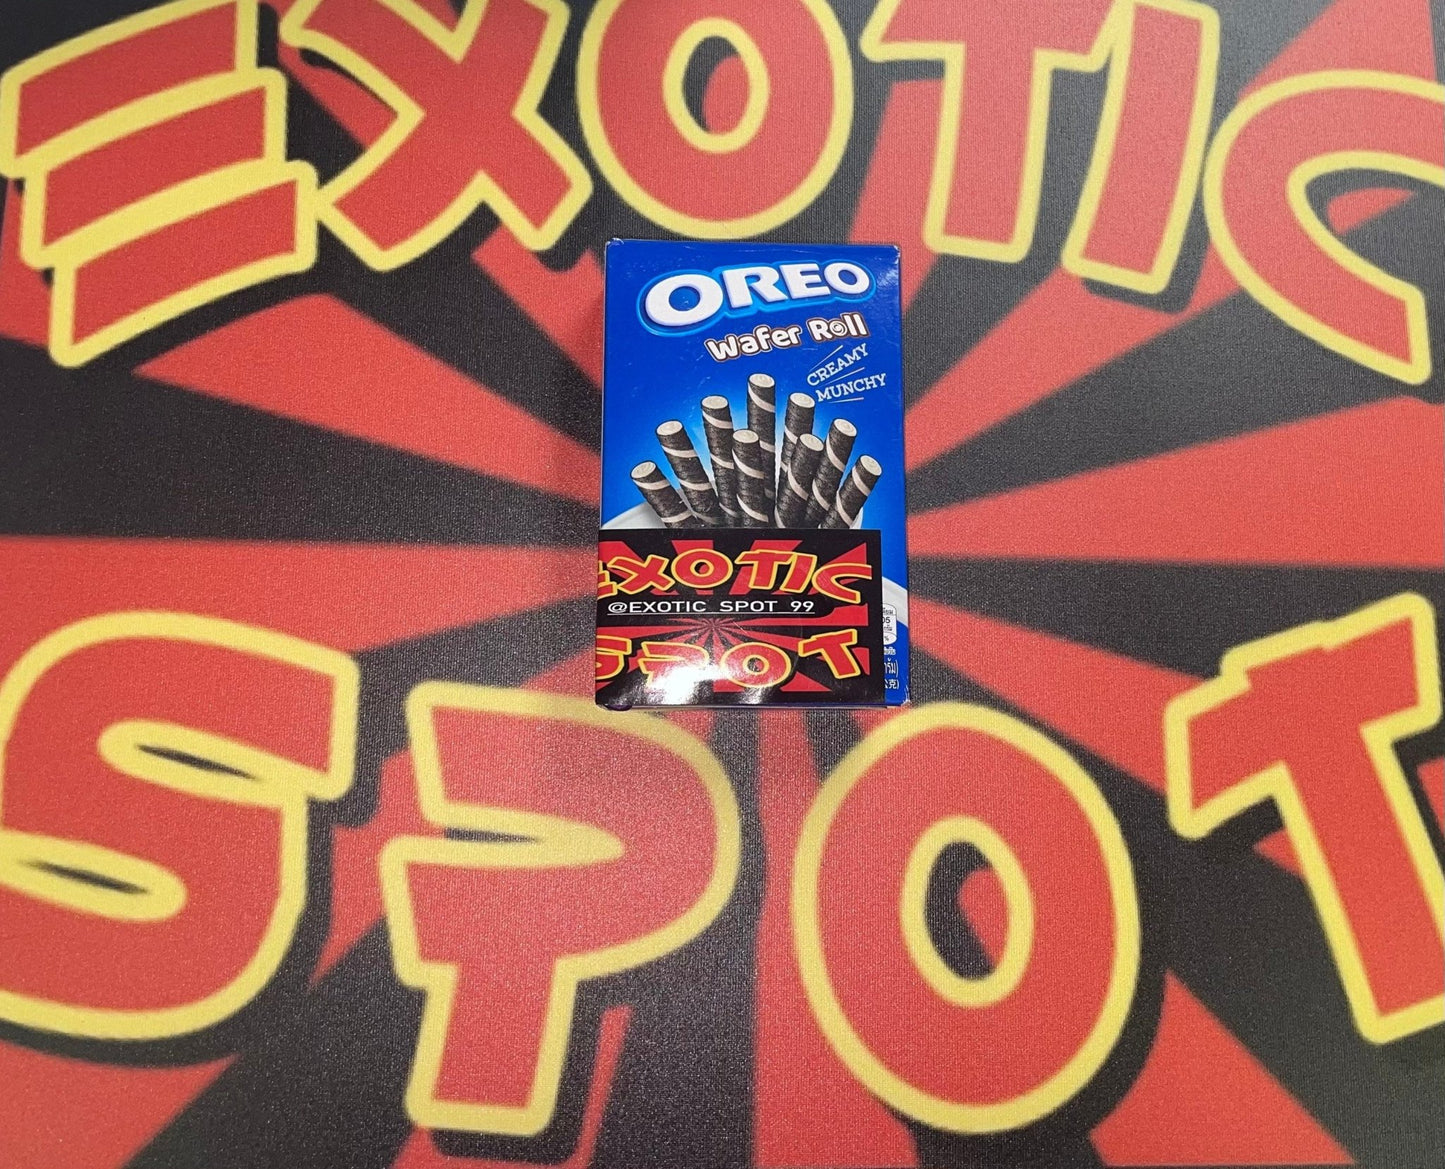 EXOTIC
OREO
Wafer Roll
CREAMY
MUNCHY
EXOTIC
@EXOTIC_SPOT_99
SPOT
SPOT